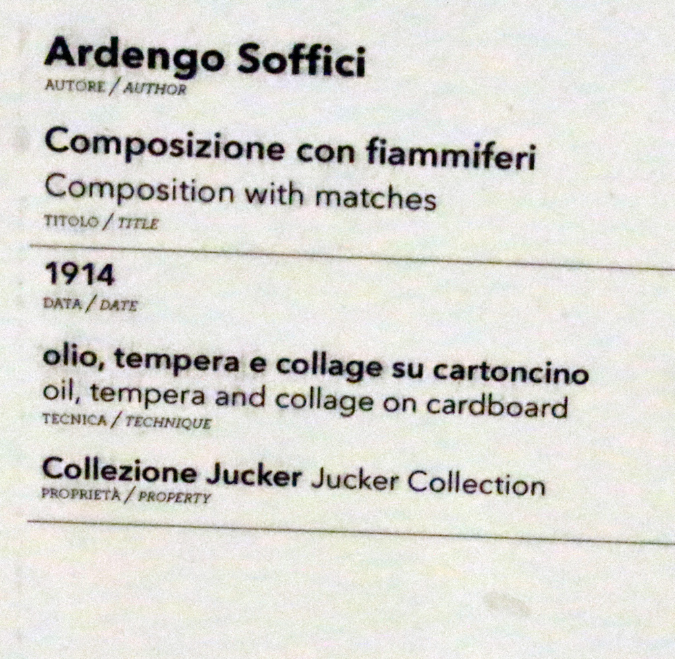 Ardengo Soffici
AUTORE / AUTHOR
Composizione con fiammiferi
Composition with matches
TITOLO / TITLE
1914
DATA / DATE
olio, tempera e collage su cartoncino
oil, tempera and collage on cardboard
TECNICA / TECHNIQUE
Collezione Jucker Jucker Collection
PROPRIETÀ / PROPERTY